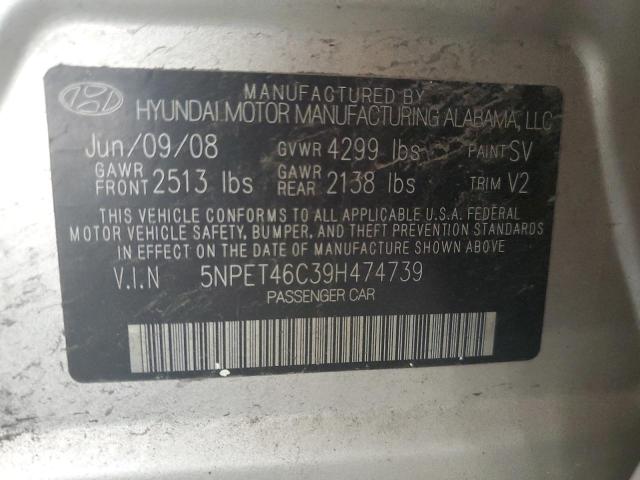 MANUFACTURED BY
HYUNDAI MOTOR MANUFACTURING ALABAMA, LLC
Jun/09/08 GVWR 4299 lbs PAINT SV
GAWR FRONT 2513 lbs GAWR REAR 2138 lbs TRIM V2
THIS VEHICLE CONFORMS TO ALL APPLICABLE U.S.A. FEDERAL
MOTOR VEHICLE SAFETY, BUMPER, AND THEFT PREVENTION STANDARDS
IN EFFECT ON THE DATE OF MANUFACTURE SHOWN ABOVE
V.I.N 5NPET46C39H474739
PASSENGER CAR